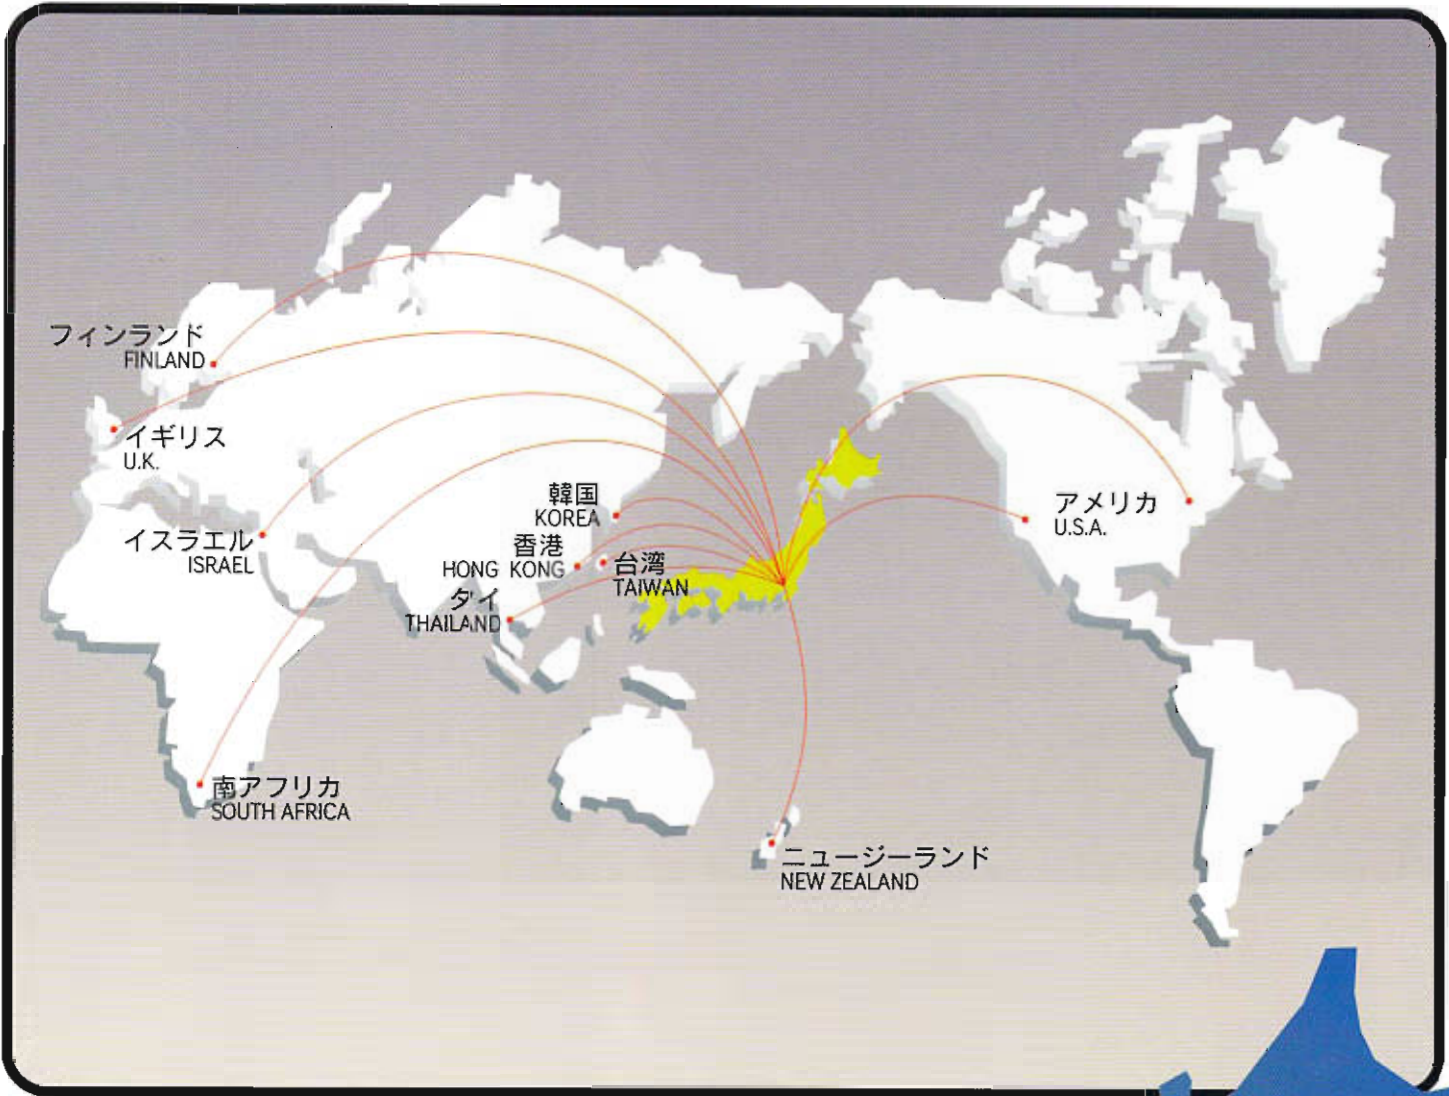 フィンランド
FINLAND
イギリス
U.K.
イスラエル
ISRAEL
韓国
KOREA
香港
HONG KONG
台湾
TAIWAN
タイ
THAILAND
アメリカ
U.S.A.
南アフリカ
SOUTH AFRICA
ニュージーランド
NEW ZEALAND